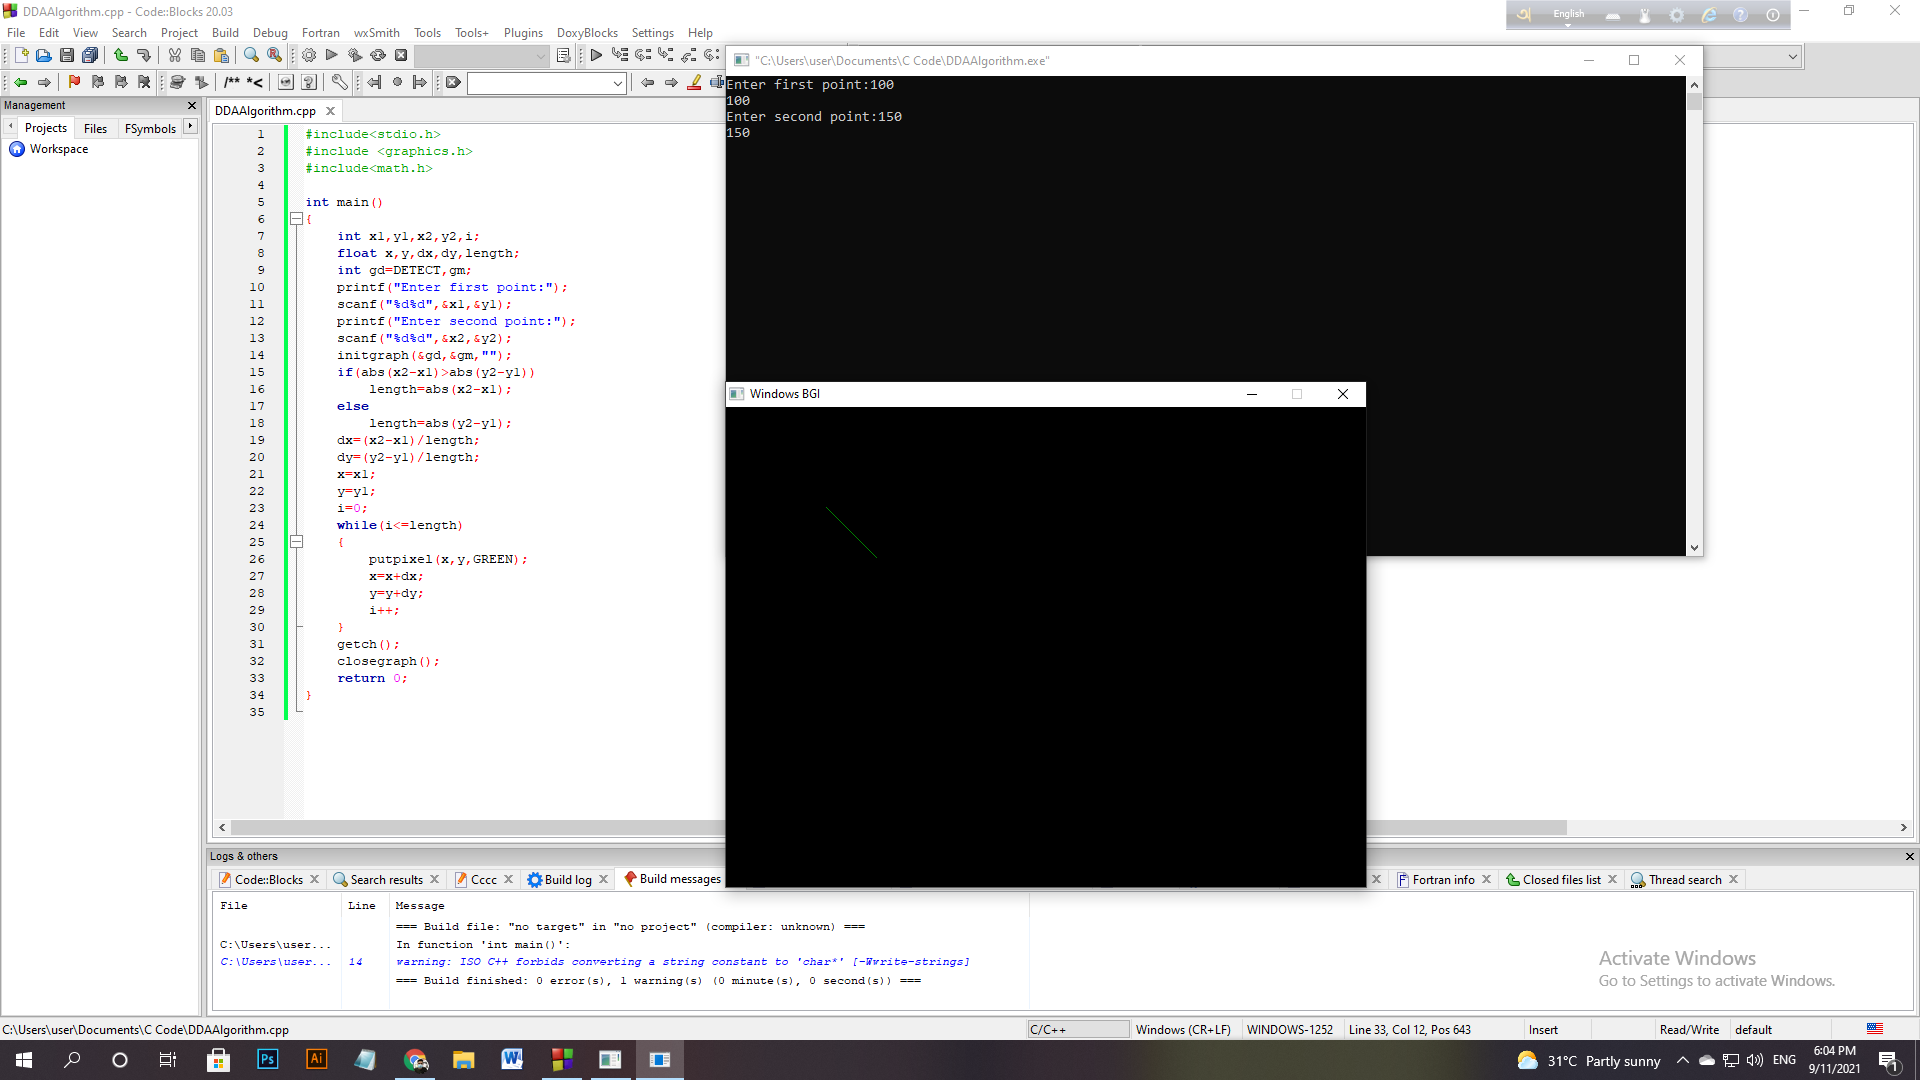 DDAAlgorithm.cpp - Code::Blocks 20.03
English
File Edit View Search Project Build Debug Fortran wxSmith Tools Tools+ Plugins DoxyBlocks Settings Help
"C:\Users\user\Documents\C Code\DDAAlgorithm.exe"
Enter first point:100
100
Enter second point:150
150
/** *<
Management
Projects Files FSymbols
Workspace
DDAAlgorithm.cpp
1 #include<stdio.h>
2 #include <graphics.h>
3 #include<math.h>
4
5 int main()
6 {
7 int x1,y1,x2,y2,i;
8 float x,y,dx,dy,length;
9 int gd=DETECT,gm;
10 printf("Enter first point:");
11 scanf("%d%d",&x1,&y1);
12 printf("Enter second point:");
13 scanf("%d%d",&x2,&y2);
14 initgraph(&gd,&gm,"");
15 if(abs(x2-x1)>abs(y2-y1))
16 length=abs(x2-x1);
17 else
18 length=abs(y2-y1);
19 dx=(x2-x1)/length;
20 dy=(y2-y1)/length;
21 x=x1;
22 y=y1;
23 i=0;
24 while(i<=length)
25 {
26 putpixel(x,y,GREEN);
27 x=x+dx;
28 y=y+dy;
29 i++;
30 }
31 getch();
32 closegraph();
33 return 0;
34 }
35
Windows BGI
Logs & others
Code::Blocks Search results Cccc Build log Build messages Fortran info Closed files list Thread search
File Line Message
=== Build file: "no target" in "no project" (compiler: unknown) ===
C:\Users\user... In function 'int main()':
C:\Users\user... 14 warning: ISO C++ forbids converting a string constant to 'char*' [-Wwrite-strings]
=== Build finished: 0 error(s), 1 warning(s) (0 minute(s), 0 second(s)) ===
Activate Windows
Go to Settings to activate Windows.
C:\Users\user\Documents\C Code\DDAAlgorithm.cpp C/C++ Windows (CR+LF) WINDOWS-1252 Line 33, Col 12, Pos 643 Insert Read/Write default
Ps Ai W 31°C Partly sunny ENG 6:04 PM
9/11/2021 1